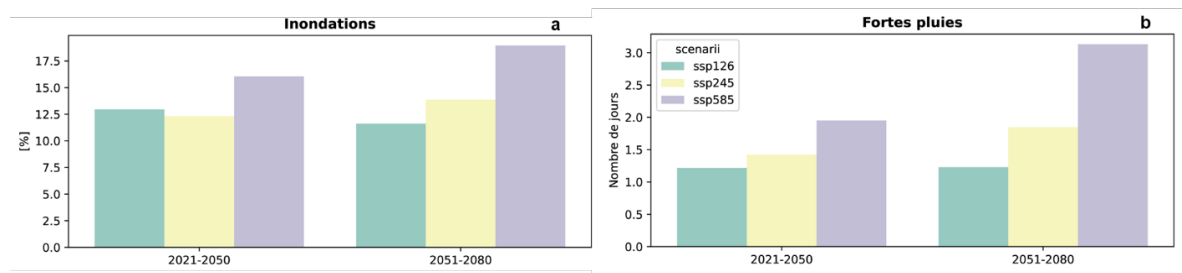 Inondations a
[%]
17.5
15.0
12.5
10.0
7.5
5.0
2.5
0.0
2021-2050 2051-2080
Fortes pluies b
Nombre de jours
3.0
2.5
2.0
1.5
1.0
0.5
0.0
scenarii
ssp126
ssp245
ssp585
2021-2050 2051-2080